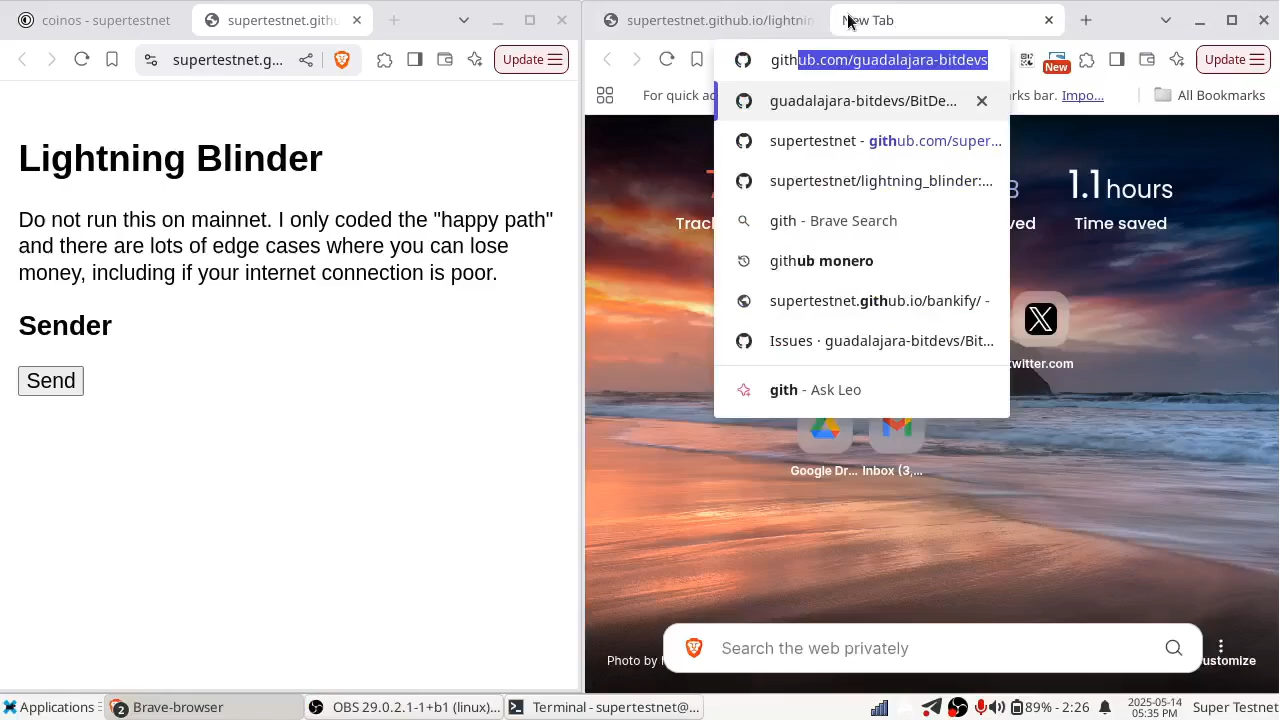 coinos - supertestnet
supertestnet.githu
supertestnet.g...
Update
Lightning Blinder
Do not run this on mainnet. I only coded the "happy path"
and there are lots of edge cases where you can lose
money, including if your internet connection is poor.
Sender
Send
supertestnet.github.io/lightnin
New Tab
github.com/guadalajara-bitdevs
New
Update
For quick ac
ks bar. Impo...
All Bookmarks
guadalajara-bitdevs/BitDe...
supertestnet - github.com/super...
supertestnet/lightning_blinder:...
gith - Brave Search
github monero
supertestnet.github.io/bankify/ -
Issues · guadalajara-bitdevs/Bit...
gith - Ask Leo
1.1 hours
Track
ved
Time saved
twitter.com
Google Dr...
Inbox (3,...
Search the web privately
Photo by
ustomize
Applications
2
Brave-browser
OBS 29.0.2.1-1+b1 (linux)...
Terminal - supertestnet@...
89% - 2:26
2025-05-14
05:35 PM
Super Testnet